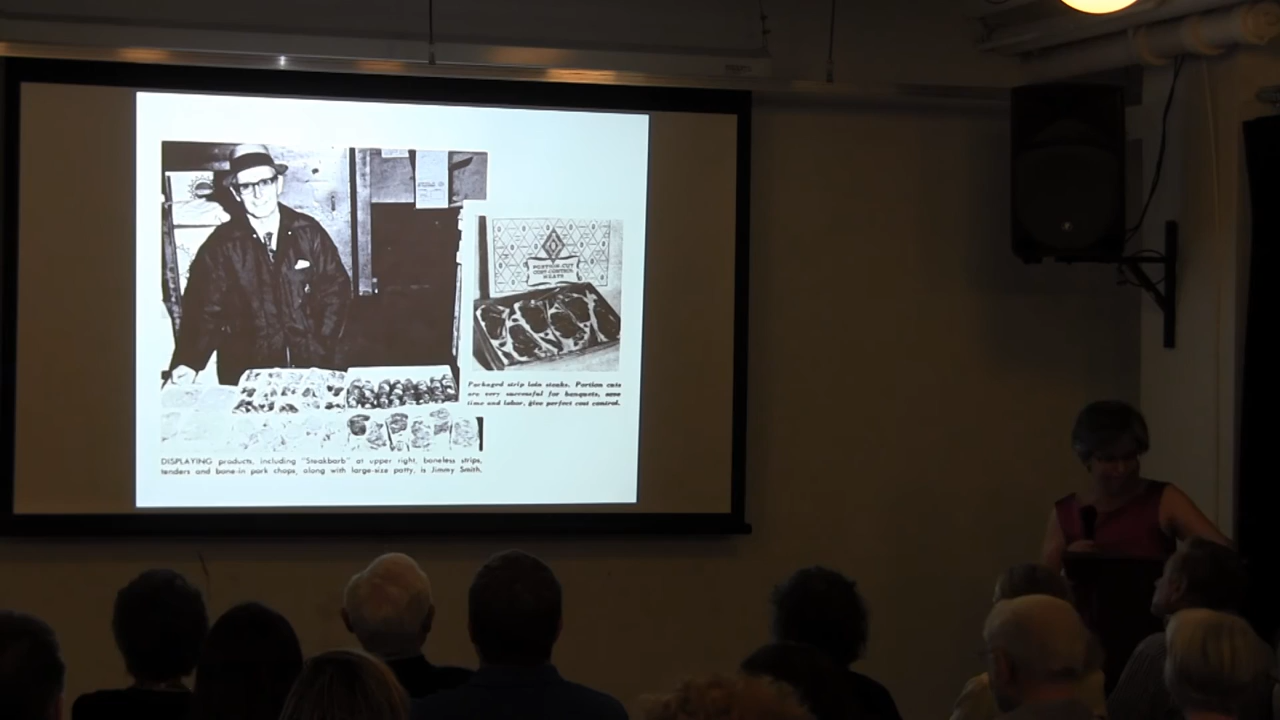 PORTION-CUT
COST-CONTROL
MEATS
Packaged strip loin steaks. Portion cuts
are very successful for banquets, save
time and labor, give perfect cost control.
DISPLAYING products, including "Steakbarb" at upper right, boneless strips,
tenders and bone-in pork chops, along with large-size patty, is Jimmy Smith.